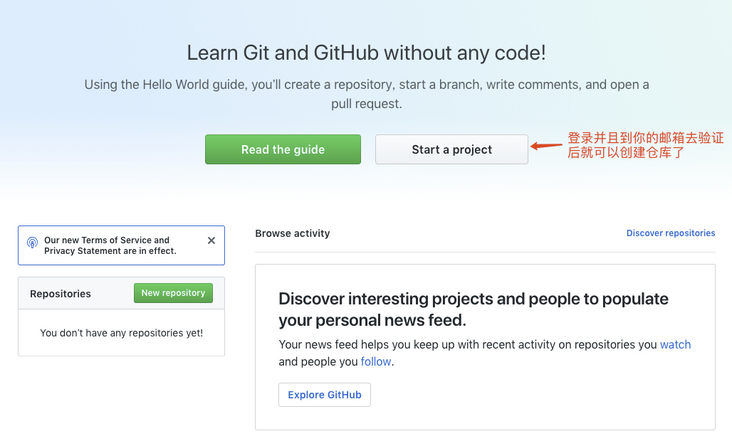 Learn Git and GitHub without any code!
Using the Hello World guide, you’ll create a repository, start a branch, write comments, and open a
pull request.
Read the guide
Start a project
登录并且到你的邮箱去验证
后就可以创建仓库了
Our new Terms of Service and
Privacy Statement are in effect.
Repositories
New repository
You don’t have any repositories yet!
Browse activity
Discover repositories
Discover interesting projects and people to populate
your personal news feed.
Your news feed helps you keep up with recent activity on repositories you watch
and people you follow.
Explore GitHub